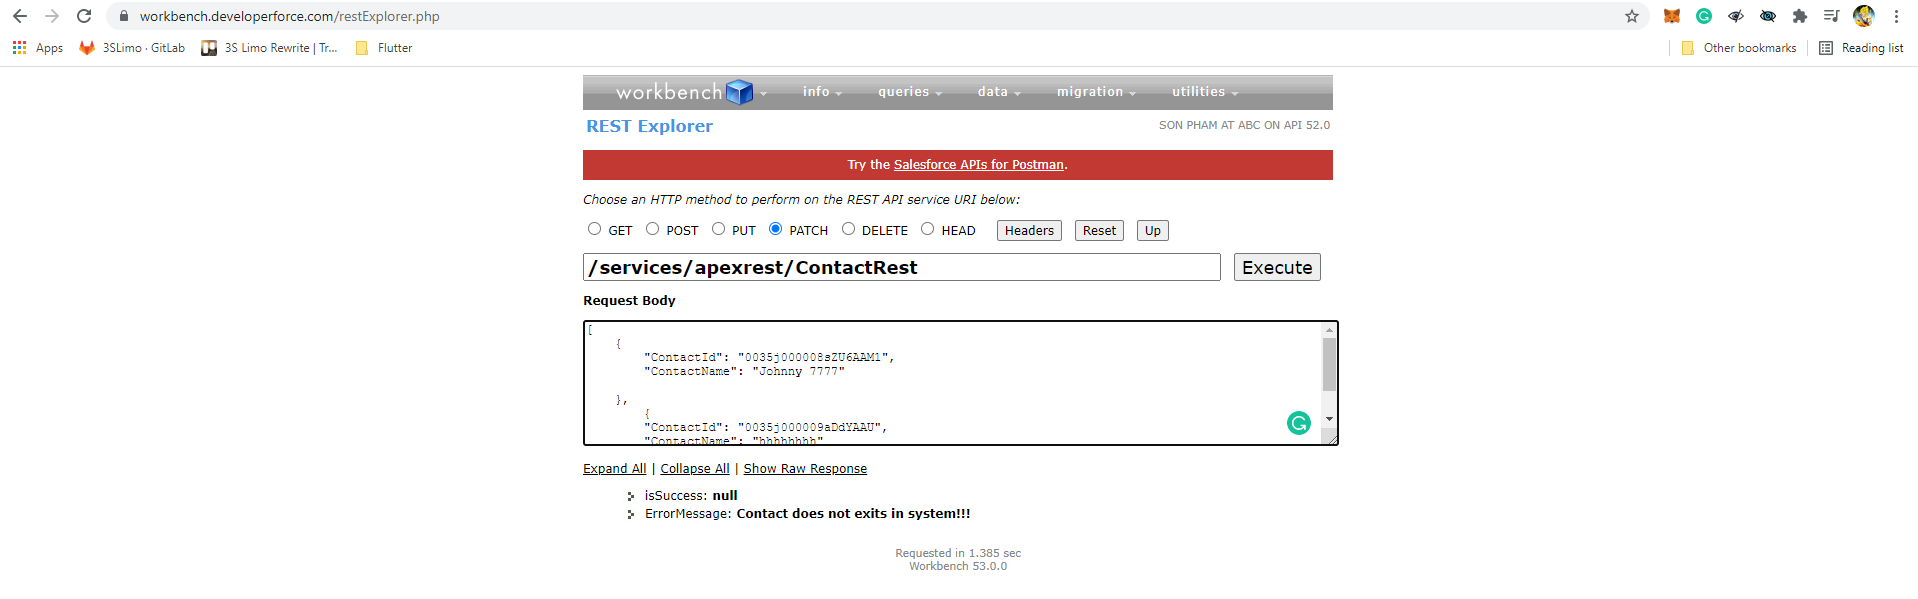 workbench.developerforce.com/restExplorer.php
Apps 3SLimo · GitLab 3S Limo Rewrite | Tr... Flutter Other bookmarks Reading list
workbench info queries data migration utilities
REST Explorer SON PHAM AT ABC ON API 52.0
Try the Salesforce APIs for Postman.
Choose an HTTP method to perform on the REST API service URI below:
GET POST PUT PATCH DELETE HEAD Headers Reset Up
/services/apexrest/ContactRest Execute
Request Body
[
{
"ContactId": "0035j000008sZU6AAM1",
"ContactName": "Johnny 7777"
},
{
"ContactId": "0035j000009aDdYAAU",
"ContactName": "hhhhhhhh"
Expand All | Collapse All | Show Raw Response
isSuccess: null
ErrorMessage: Contact does not exits in system!!!
Requested in 1.385 sec
Workbench 53.0.0